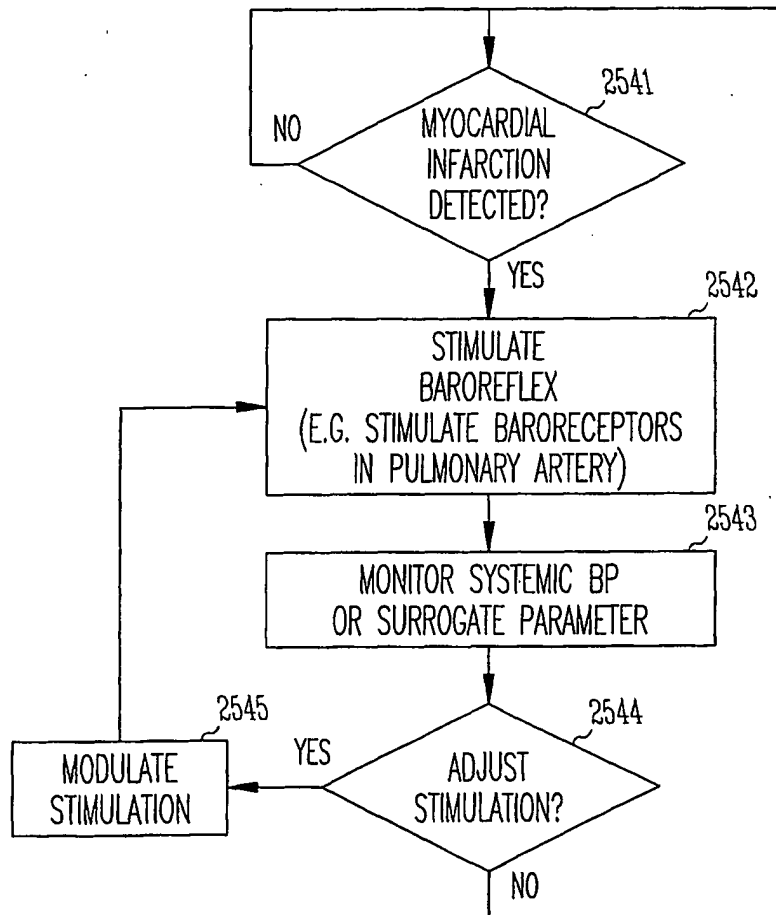 2541
NO
MYOCARDIAL
INFARCTION
DETECTED?
YES
2542
STIMULATE
BAROREFLEX
(E.G. STIMULATE BARORECEPTORS
IN PULMONARY ARTERY)
2543
MONITOR SYSTEMIC BP
OR SURROGATE PARAMETER
2545
YES
2544
MODULATE
STIMULATION
ADJUST
STIMULATION?
NO